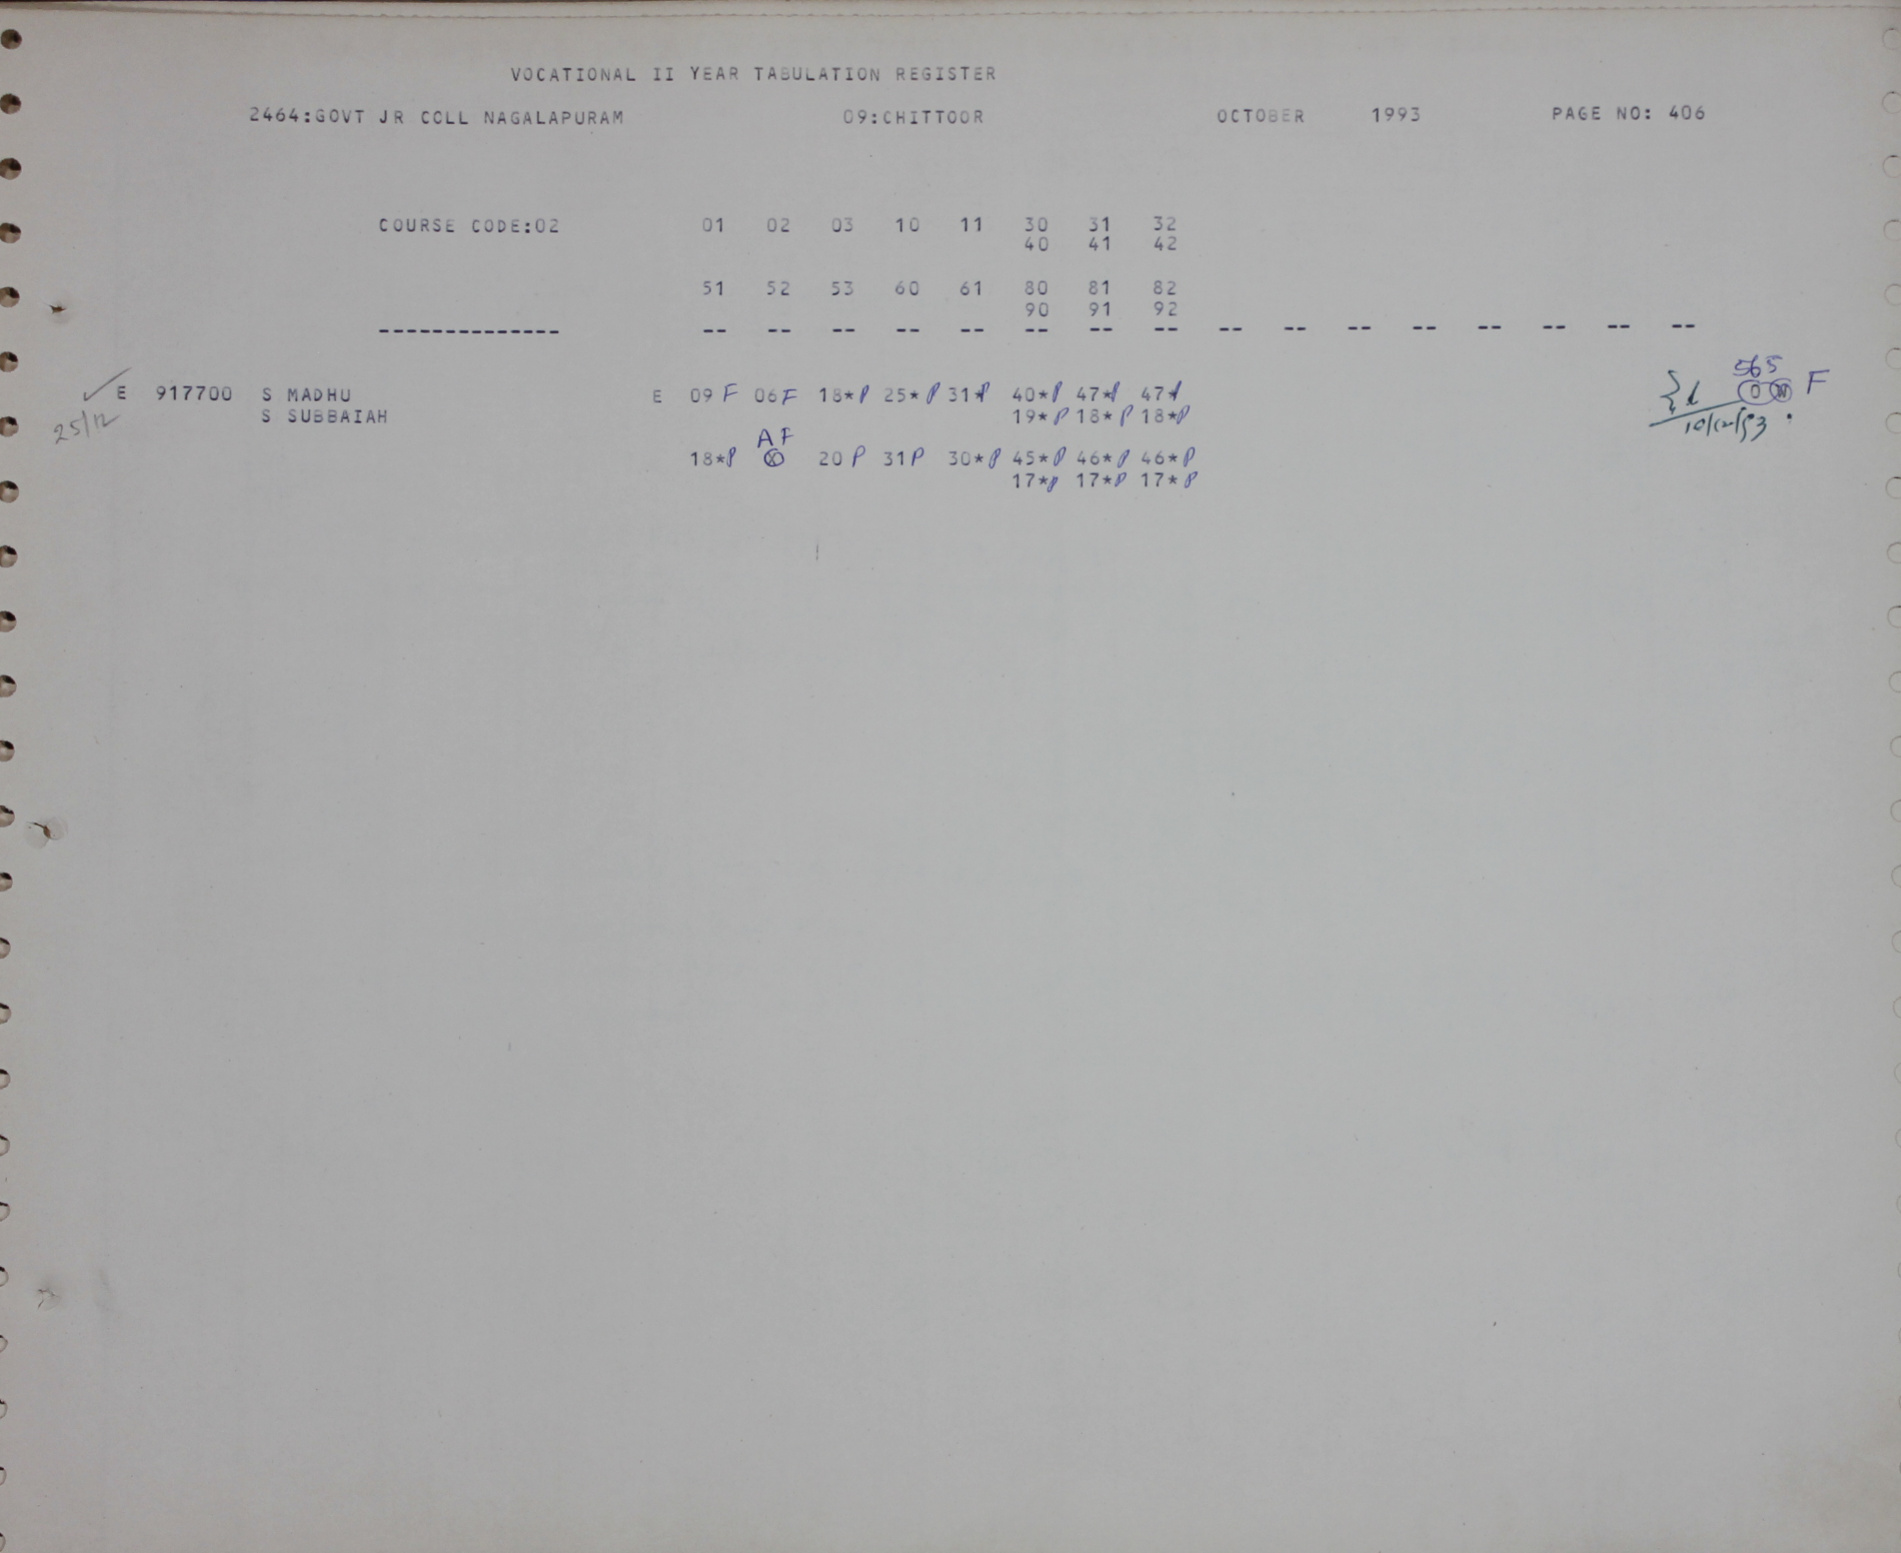 VOCATIONAL II YEAR TABULATION REGISTER
2464:GOVT JR COLL NAGALAPURAM 09:CHITTOOR OCTOBER 1993 PAGE NO: 406
COURSE CODE:02 01 02 03 10 11 30 31 32
40 41 42
51 52 53 60 61 80 81 82
90 91 92
-------------- -- -- -- -- -- -- -- -- -- -- -- -- -- -- -- --
565
E 917700 S MADHU E 09 F 06 F 18*P 25*P 31*P 40*P 47*P 47*P F
25/12 S SUBBAIAH 19*P 18*P 18*P 10/12/93
A F
18*P 20 P 31 P 30*P 45*P 46*P 46*P
17*P 17*P 17*P